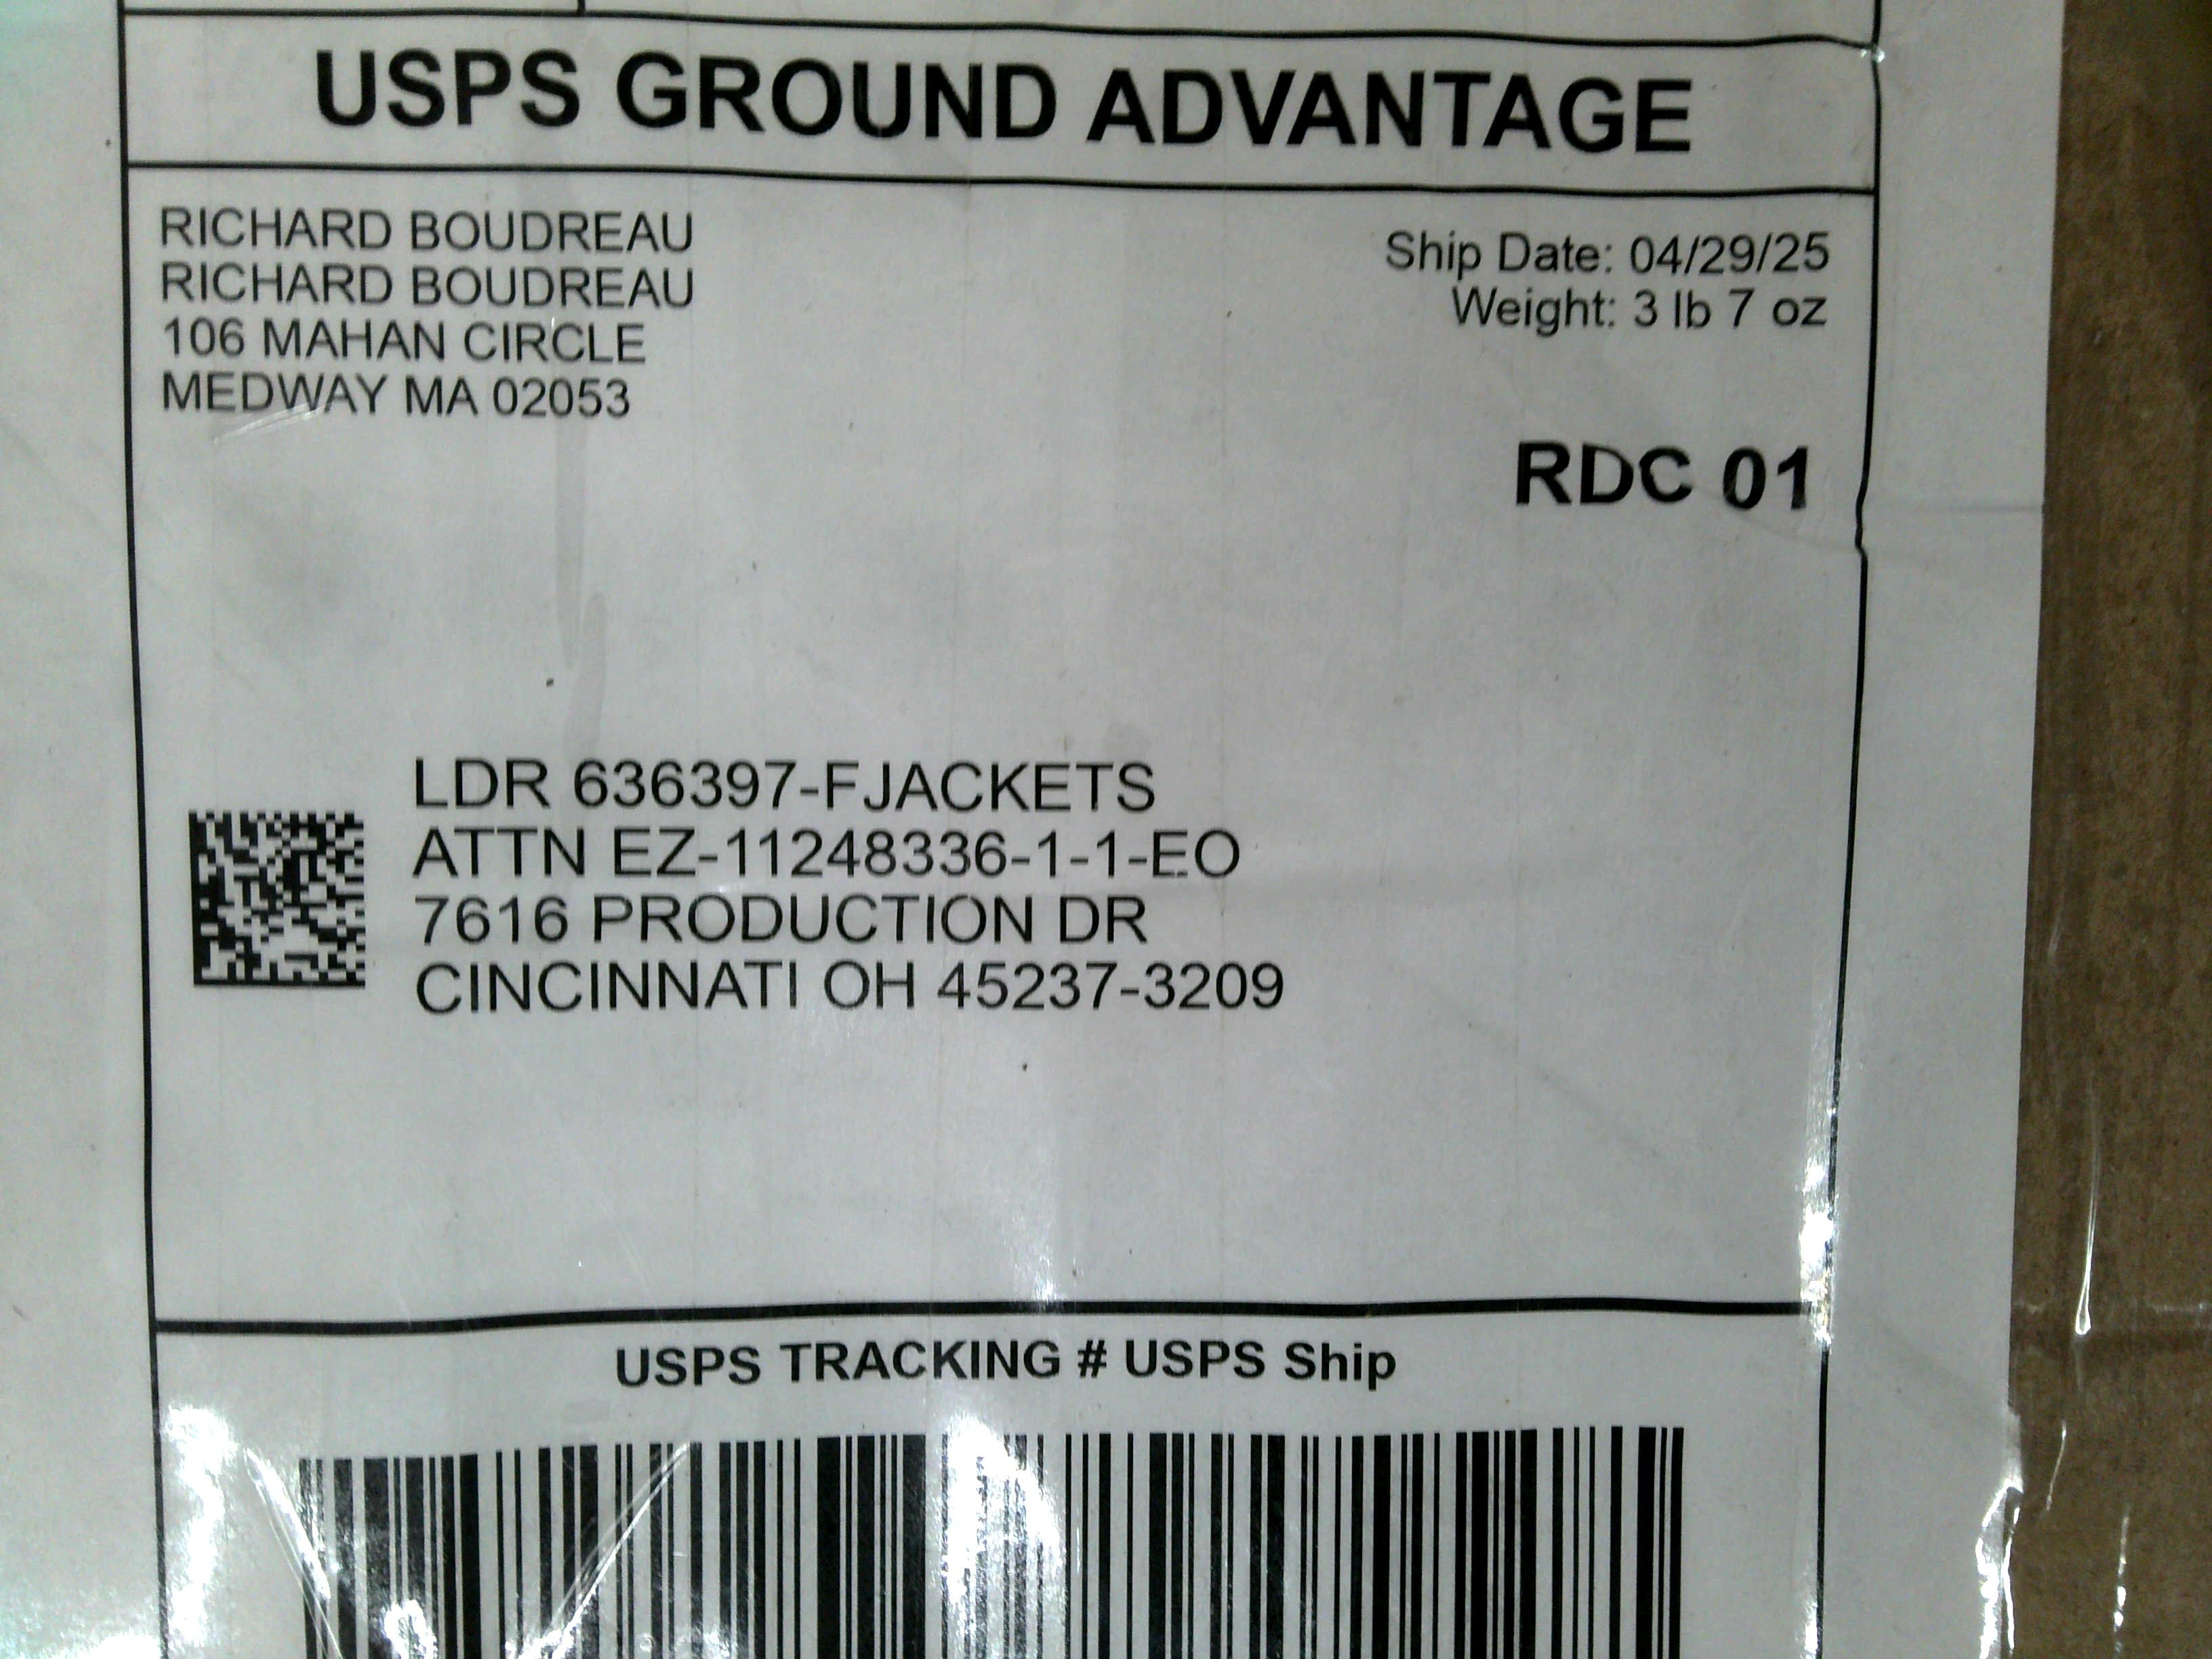 USPS GROUND ADVANTAGE
RICHARD BOUDREAU
RICHARD BOUDREAU
106 MAHAN CIRCLE
MEDWAY MA 02053
Ship Date: 04/29/25
Weight: 3 lb 7 oz
RDC 01
LDR 636397-FJACKETS
ATTN EZ-11248336-1-1-EO
7616 PRODUCTION DR
CINCINNATI OH 45237-3209
USPS TRACKING # USPS Ship